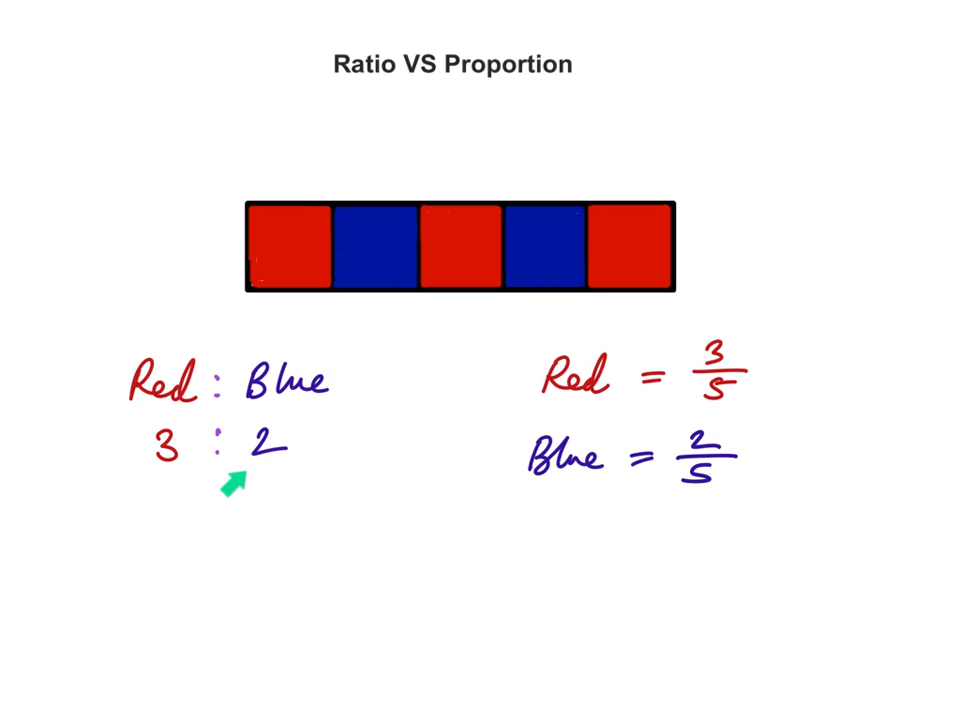 Ratio VS Proportion
Red : Blue
3 : 2
Red = 3/5
Blue = 2/5